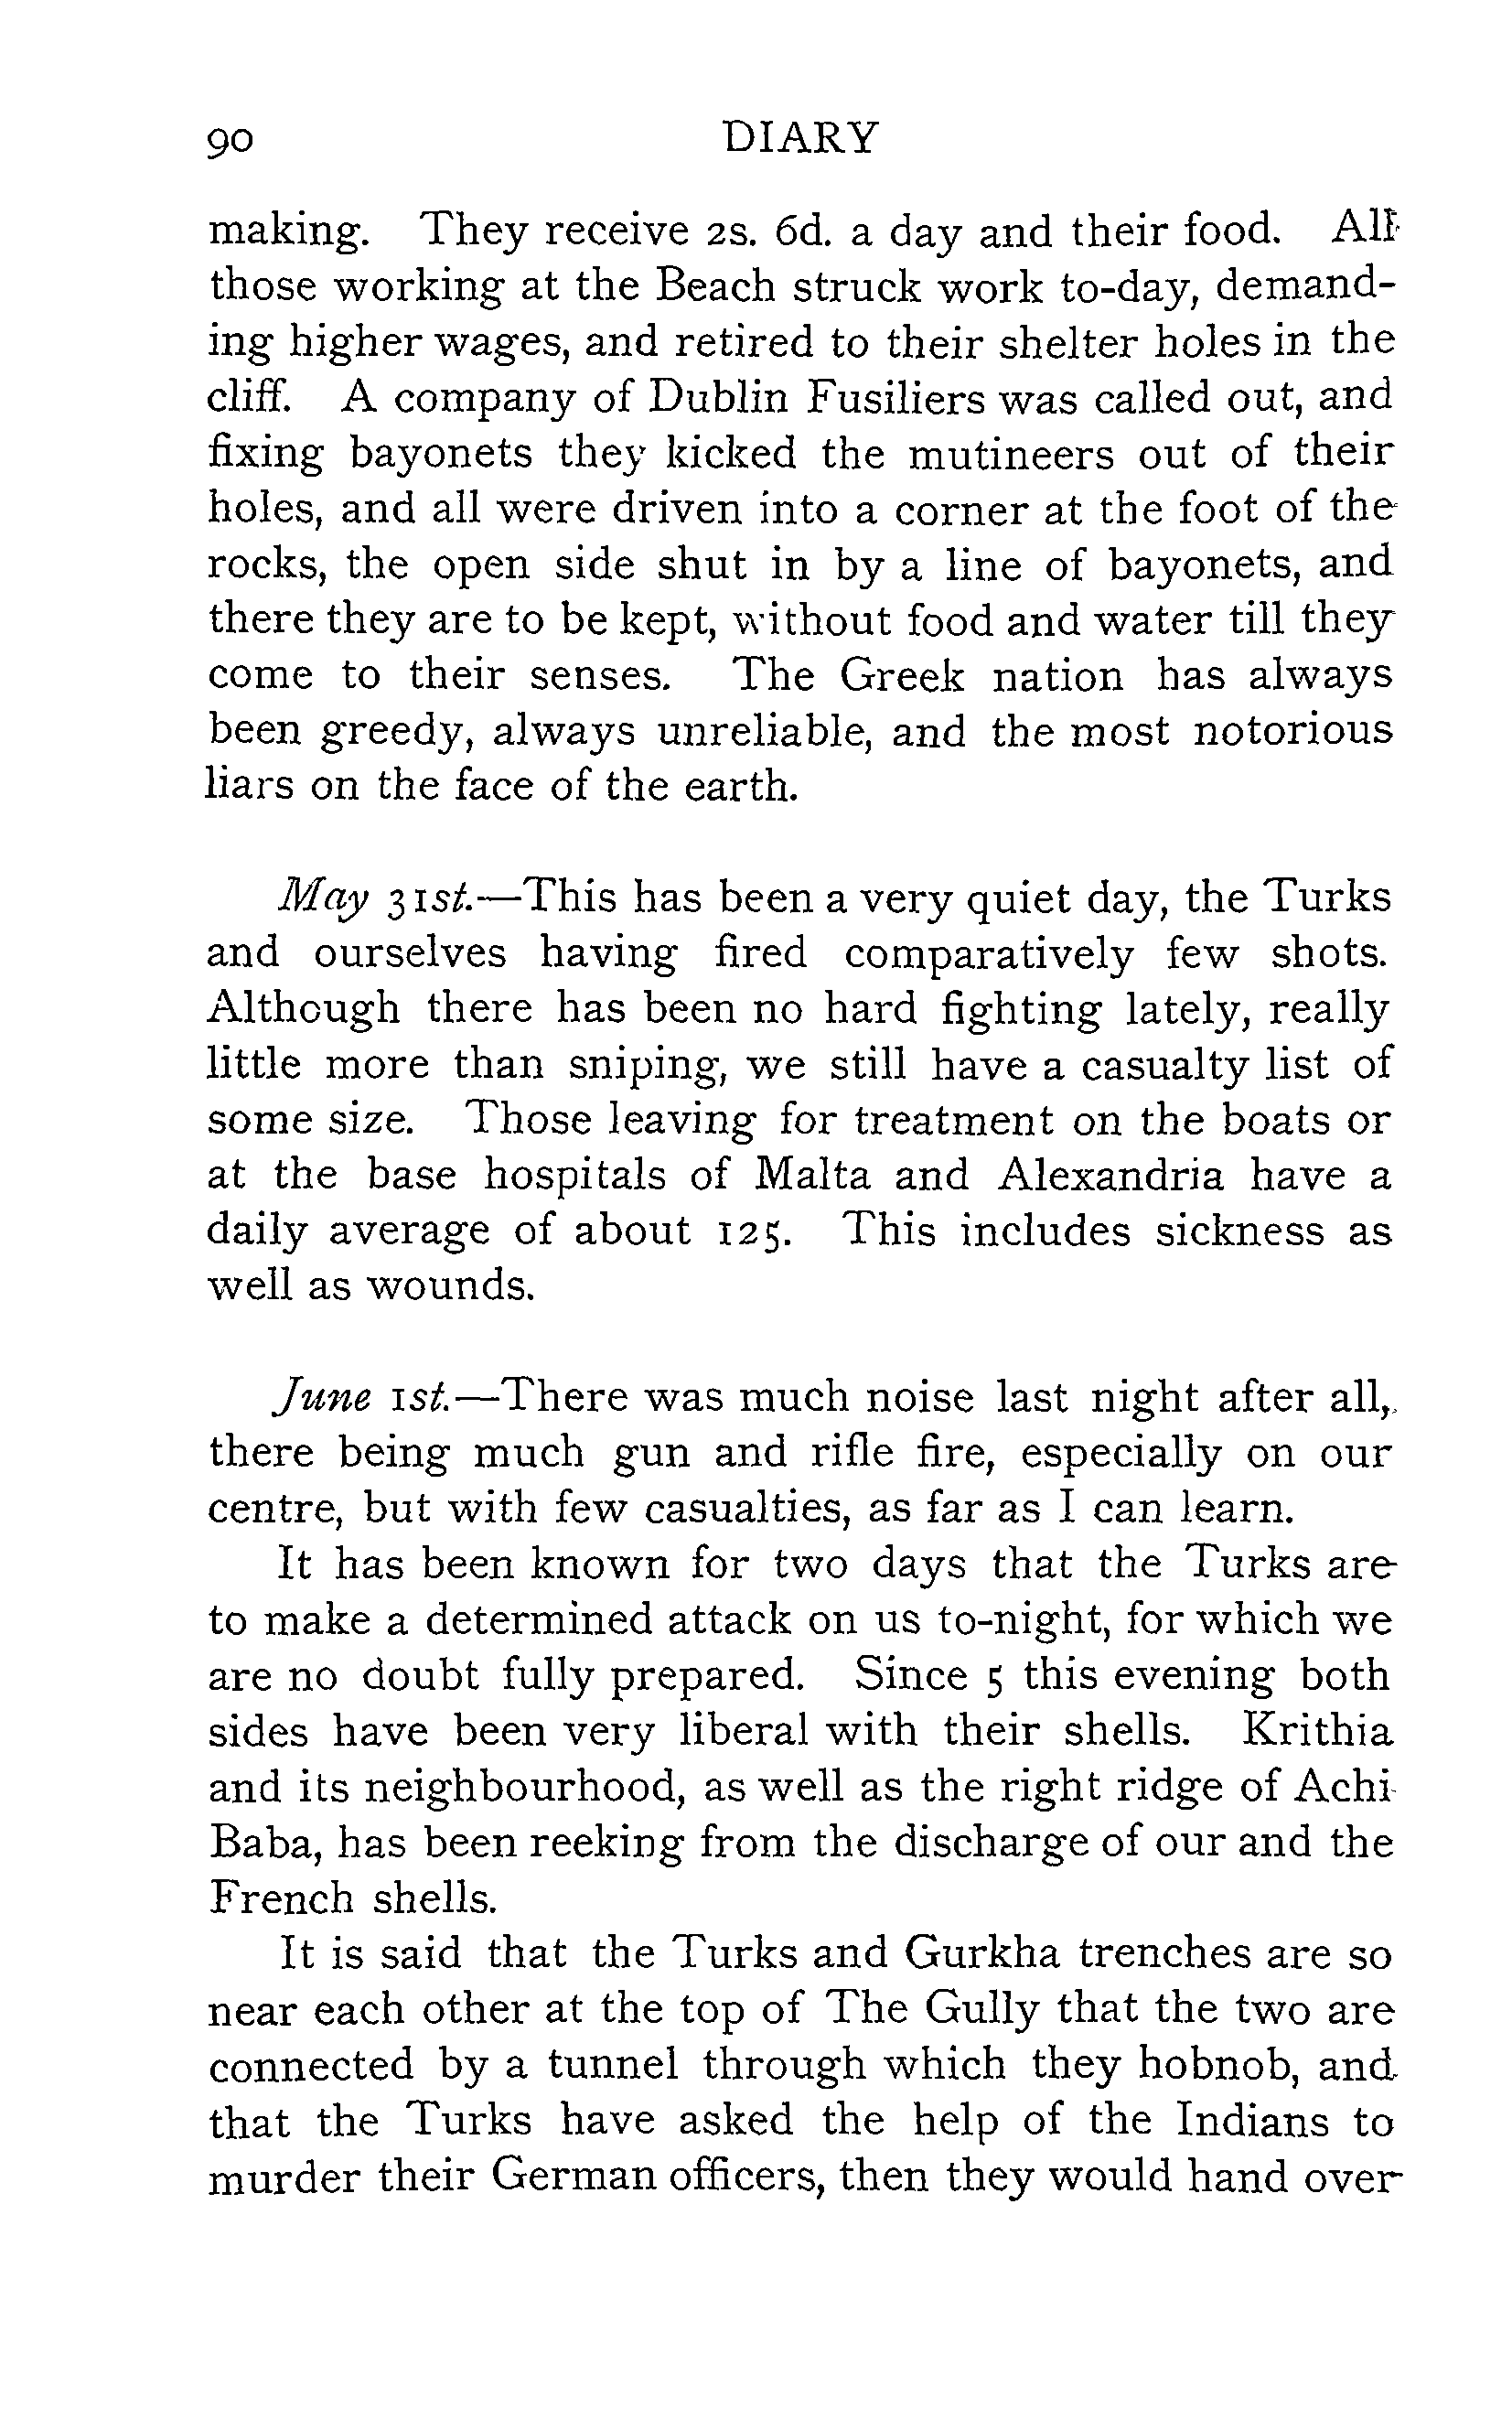 90 DIARY
making. They receive 2s. 6d. a day and their food. All
those working at the Beach struck work to-day, demand-
ing higher wages, and retired to their shelter holes in the
cliff. A company of Dublin Fusiliers was called out, and
fixing bayonets they kicked the mutineers out of their
holes, and all were driven into a corner at the foot of the
rocks, the open side shut in by a line of bayonets, and
there they are to be kept, without food and water till they
come to their senses. The Greek nation has always
been greedy, always unreliable, and the most notorious
liars on the face of the earth.
May 31st.—This has been a very quiet day, the Turks
and ourselves having fired comparatively few shots.
Although there has been no hard fighting lately, really
little more than sniping, we still have a casualty list of
some size. Those leaving for treatment on the boats or
at the base hospitals of Malta and Alexandria have a
daily average of about 125. This includes sickness as
well as wounds.
June 1st.—There was much noise last night after all,
there being much gun and rifle fire, especially on our
centre, but with few casualties, as far as I can learn.
It has been known for two days that the Turks are
to make a determined attack on us to-night, for which we
are no doubt fully prepared. Since 5 this evening both
sides have been very liberal with their shells. Krithia
and its neighbourhood, as well as the right ridge of Achi
Baba, has been reeking from the discharge of our and the
French shells.
It is said that the Turks and Gurkha trenches are so
near each other at the top of The Gully that the two are
connected by a tunnel through which they hobnob, and
that the Turks have asked the help of the Indians to
murder their German officers, then they would hand over